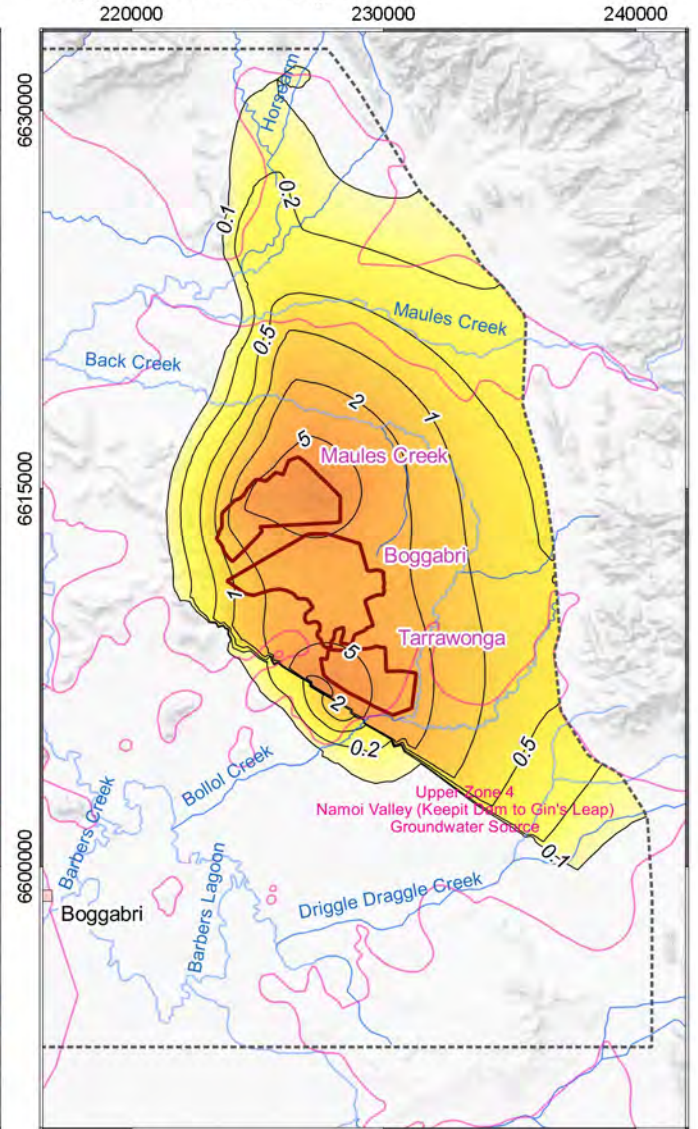 220000
230000
240000
6630000
Horsearm
0.2
0.1
Maules Creek
0.5
Back Creek
2
1
5
Maules Creek
6615000
Boggabri
1
Tarrawonga
5
2
0.2
0.5
Bollol Creek
Upper Zone 4
Namoi Valley (Keepit Dam to Gin's Leap)
Groundwater Source
Barbers Creek
0.1
6600000
Barbers Lagoon
Driggle Draggle Creek
Boggabri